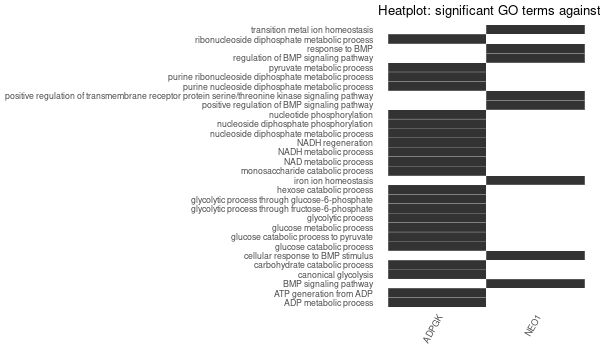 Heatplot: significant GO terms against
transition metal ion homeostasis
ribonucleoside diphosphate metabolic process
response to BMP
regulation of BMP signaling pathway
pyruvate metabolic process
purine ribonucleoside diphosphate metabolic process
purine nucleoside diphosphate metabolic process
positive regulation of transmembrane receptor protein serine/threonine kinase signaling pathway
positive regulation of BMP signaling pathway
nucleotide phosphorylation
nucleoside diphosphate phosphorylation
nucleoside diphosphate metabolic process
NADH regeneration
NADH metabolic process
NAD metabolic process
monosaccharide catabolic process
iron ion homeostasis
hexose catabolic process
glycolytic process through glucose-6-phosphate
glycolytic process through fructose-6-phosphate
glycolytic process
glucose metabolic process
glucose catabolic process to pyruvate
glucose catabolic process
cellular response to BMP stimulus
carbohydrate catabolic process
canonical glycolysis
BMP signaling pathway
ATP generation from ADP
ADP metabolic process
ADPGK
NEO1